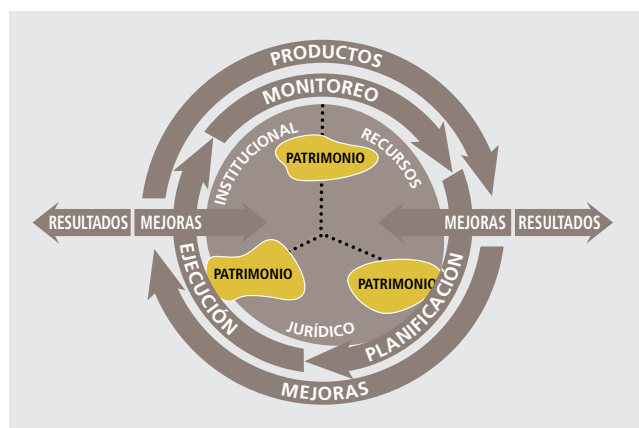 PRODUCTOS
MONITOREO
INSTITUCIONAL
RECURSOS
PATRIMONIO
RESULTADOS
MEJORAS
MEJORAS
RESULTADOS
EJECUCIÓN
PATRIMONIO
PATRIMONIO
PLANIFICACIÓN
JURÍDICO
MEJORAS